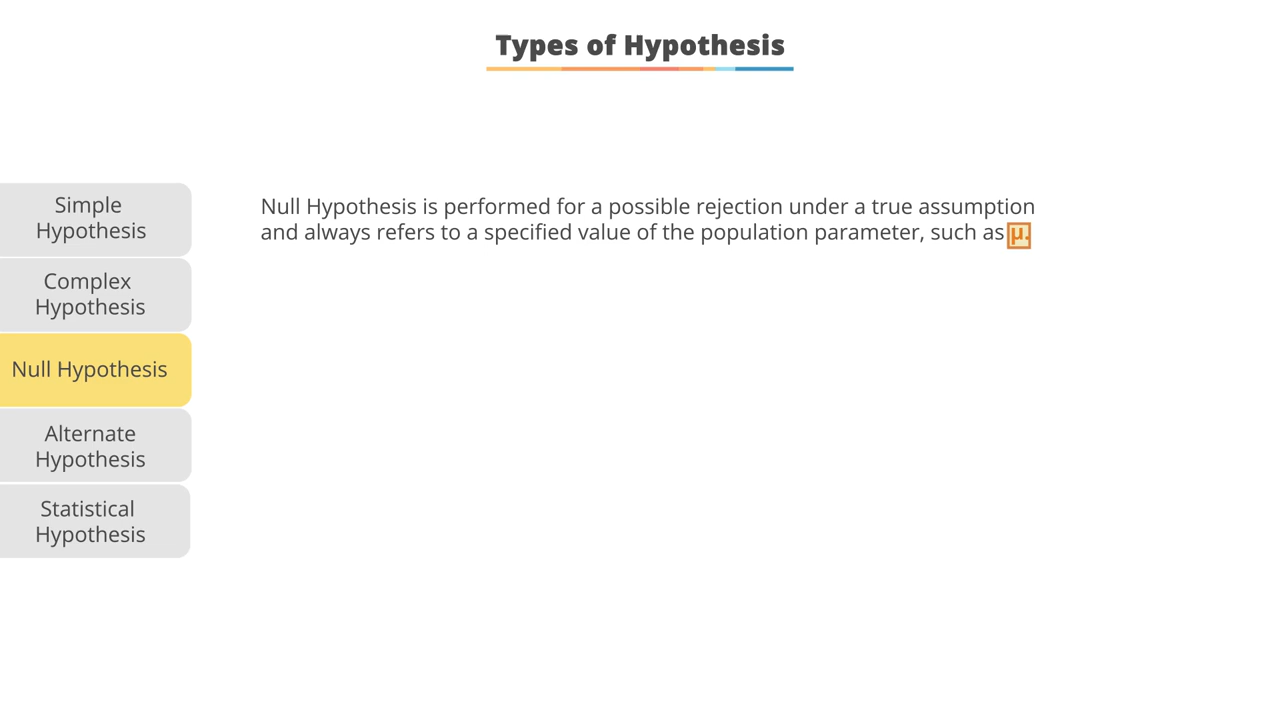 Types of Hypothesis
Simple
Hypothesis
Complex
Hypothesis
Null Hypothesis
Alternate
Hypothesis
Statistical
Hypothesis
Null Hypothesis is performed for a possible rejection under a true assumption
and always refers to a specified value of the population parameter, such as μ.